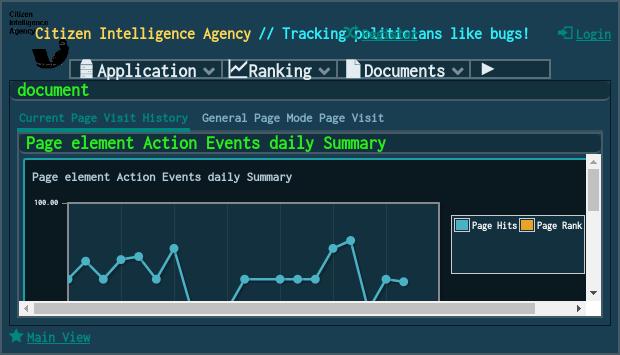 Citizen
Intelligence
Agency
Citizen Intelligence Agency // Tracking politicians like bugs!
Login
Application
Ranking
Documents
document
Current Page Visit History
General Page Mode Page Visit
Page element Action Events daily Summary
Page element Action Events daily Summary
100.00
Page Hits
Page Rank
Main View